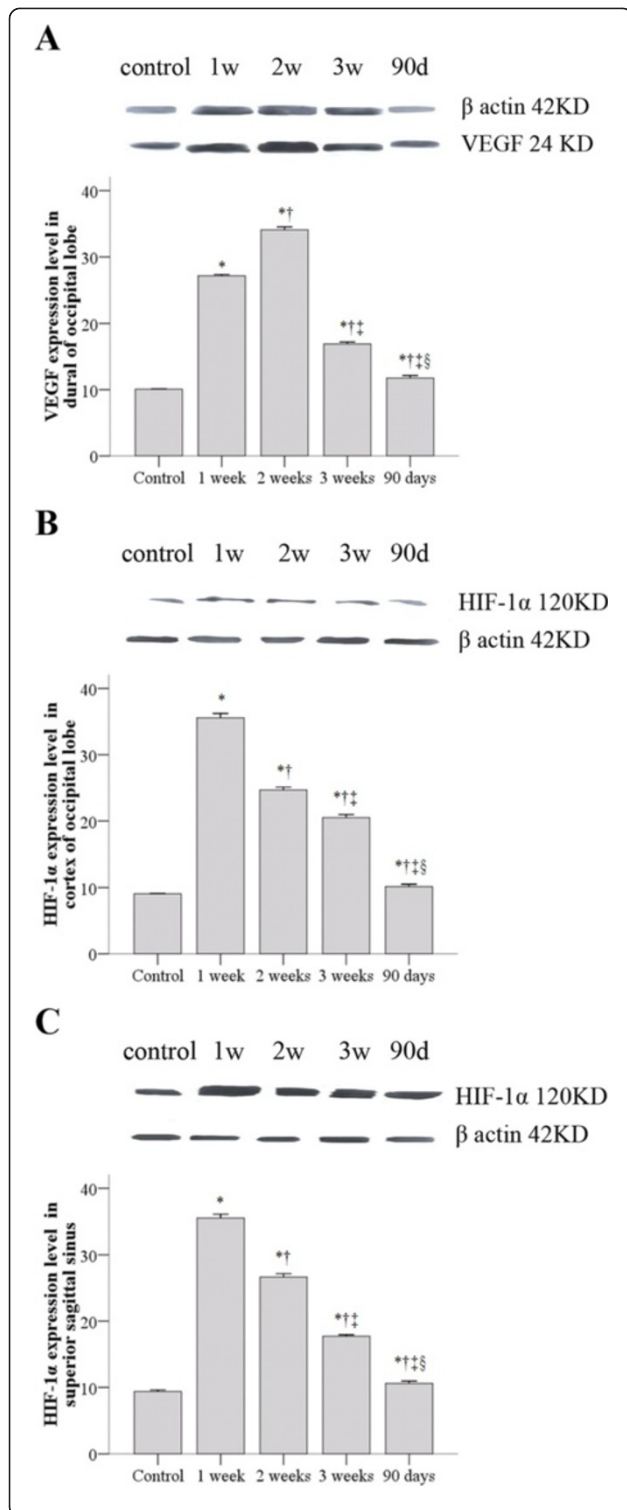 A
control 1w 2w 3w 90d
β actin 42KD
VEGF 24 KD
VEGF expression level in
dural of occipital lobe
40
30
20
10
0
*
*†
*†‡
*†‡§
Control 1 week 2 weeks 3 weeks 90 days
B
control 1w 2w 3w 90d
HIF-1α 120KD
β actin 42KD
HIF-1α expression level in
cortex of occipital lobe
40
30
20
10
0
*
*†
*†‡
*†‡§
Control 1 week 2 weeks 3 weeks 90 days
C
control 1w 2w 3w 90d
HIF-1α 120KD
β actin 42KD
HIF-1α expression level in
superior sagittal sinus
40
30
20
10
0
*
*†
*†‡
*†‡§
Control 1 week 2 weeks 3 weeks 90 days